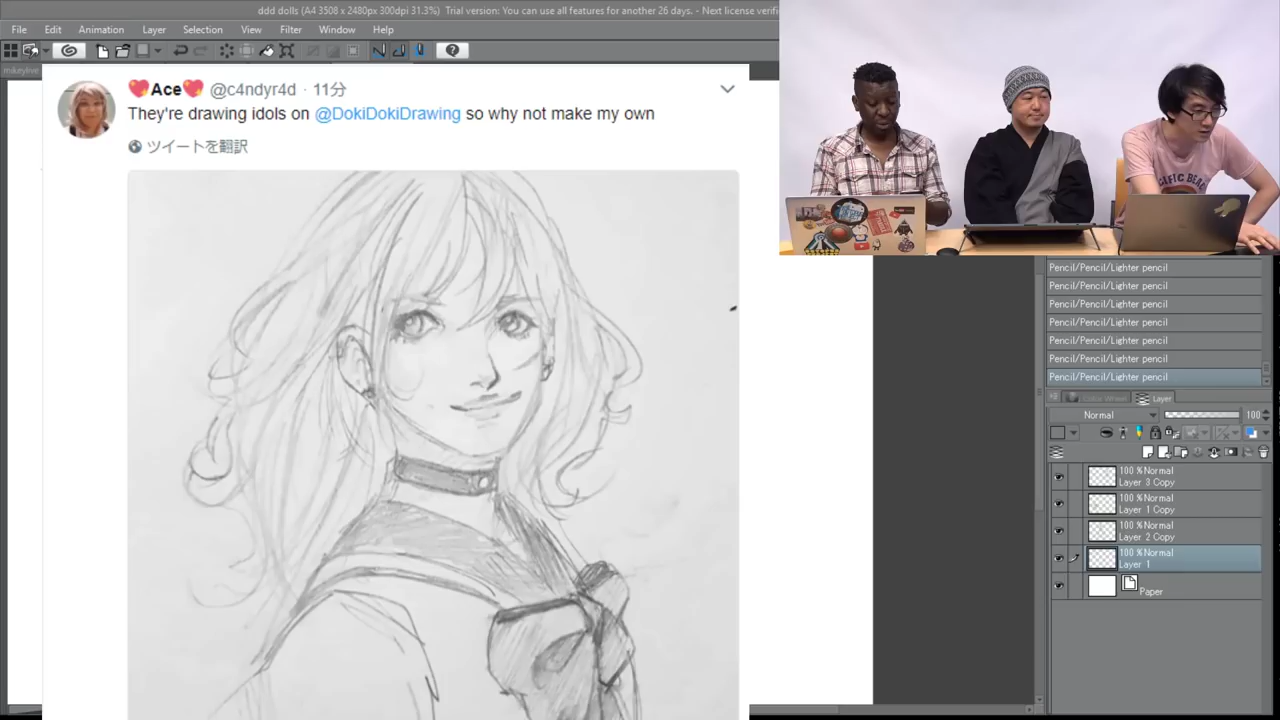 ddd dolls (A4 3508 x 2480px 300dpi 31.3%) Trial version: You can use all features for another 26 days. - Next license verifi
File Edit Animation Layer Selection View Filter Window Help
mikeylive
💖Ace💖 @c4ndyr4d · 11分
They're drawing idols on @DokiDokiDrawing so why not make my own
ツイートを翻訳
CIFIC BEA
Pencil/Pencil/Lighter pencil
Pencil/Pencil/Lighter pencil
Pencil/Pencil/Lighter pencil
Pencil/Pencil/Lighter pencil
Pencil/Pencil/Lighter pencil
Pencil/Pencil/Lighter pencil
Pencil/Pencil/Lighter pencil
Color Wheel Layer
Normal 100
100 %Normal
Layer 3 Copy
100 %Normal
Layer 1 Copy
100 %Normal
Layer 2 Copy
100 %Normal
Layer 1
Paper